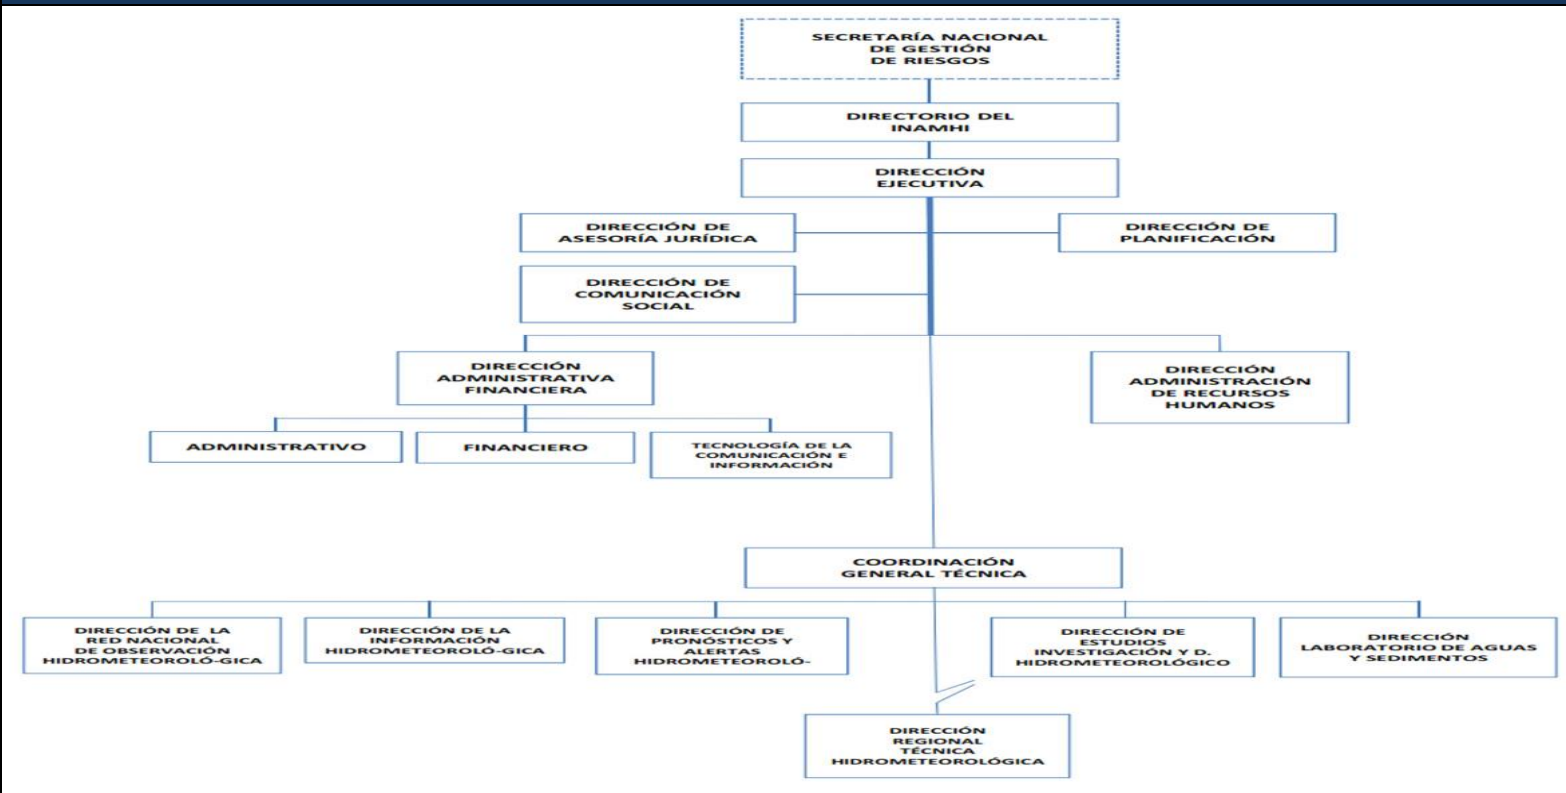 SECRETARÍA NACIONAL
DE GESTIÓN
DE RIESGOS
DIRECTORIO DEL
INAMHI
DIRECCIÓN
EJECUTIVA
DIRECCIÓN DE
ASESORÍA JURÍDICA
DIRECCIÓN DE
PLANIFICACIÓN
DIRECCIÓN DE
COMUNICACIÓN
SOCIAL
DIRECCIÓN
ADMINISTRATIVA
FINANCIERA
DIRECCIÓN
ADMINISTRACIÓN
DE RECURSOS
HUMANOS
ADMINISTRATIVO
FINANCIERO
TECNOLOGÍA DE LA
COMUNICACIÓN E
INFORMACIÓN
COORDINACIÓN
GENERAL TÉCNICA
DIRECCIÓN DE LA
RED NACIONAL
DE OBSERVACIÓN
HIDROMETEOROLÓ-GICA
DIRECCIÓN DE LA
INFORMACIÓN
HIDROMETEOROLÓ-GICA
DIRECCIÓN DE
PRONÓSTICOS Y
ALERTAS
HIDROMETEOROLÓ-
DIRECCIÓN DE
ESTUDIOS
INVESTIGACIÓN Y D.
HIDROMETEOROLÓGICO
DIRECCIÓN
LABORATORIO DE AGUAS
Y SEDIMENTOS
DIRECCIÓN
REGIONAL
TÉCNICA
HIDROMETEOROLÓGICA